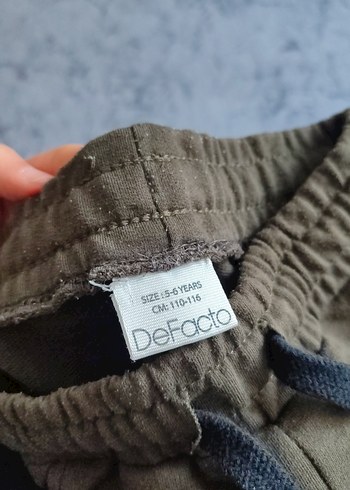 SIZE : 5-6 YEARS
CM: 110-116
DeFacto